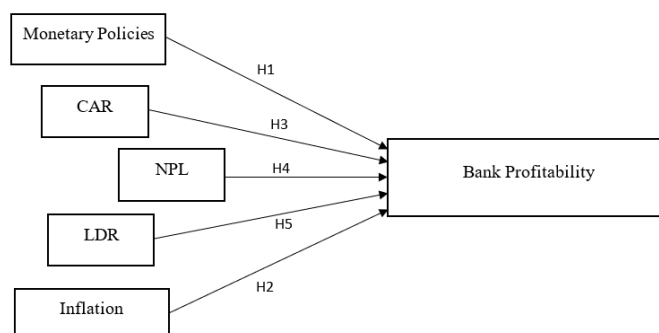 Monetary Policies
H1
CAR
H3
NPL
H4
Bank Profitability
LDR
H5
H2
Inflation